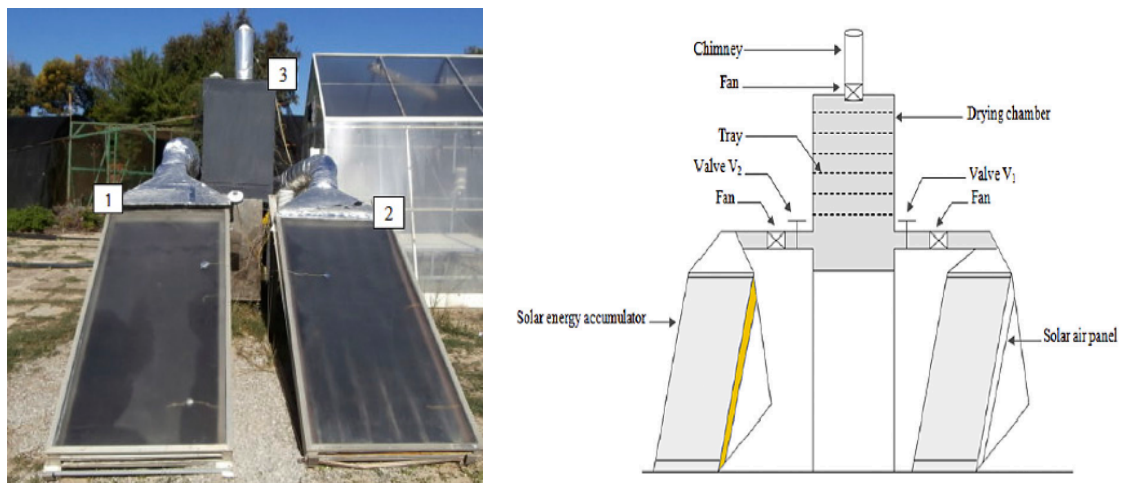 3
1
2
Chimney
Fan
Drying chamber
Tray
Valve V₂
Valve V₁
Fan
Fan
Solar energy accumulator
Solar air panel